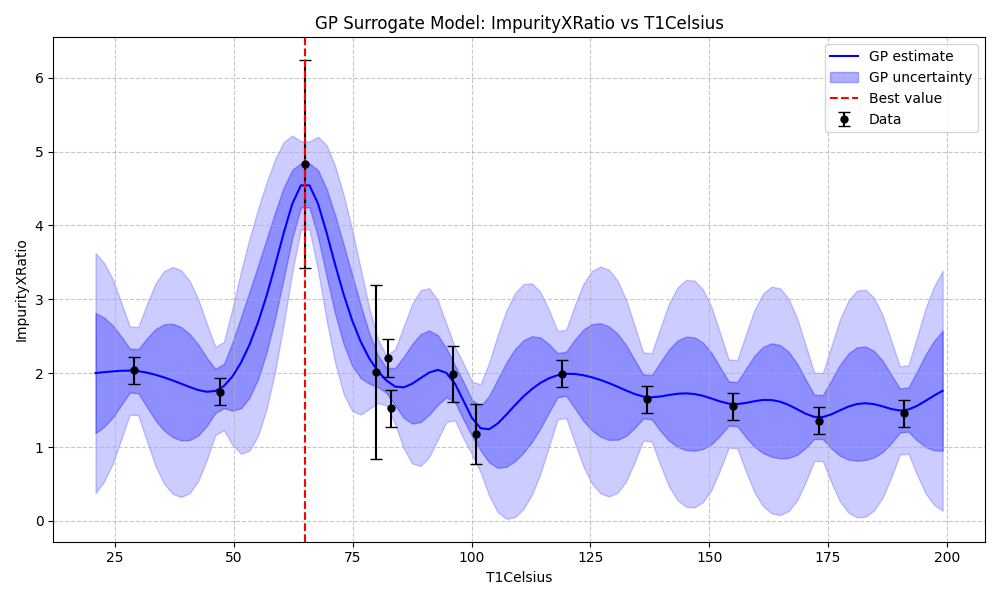 GP Surrogate Model: ImpurityXRatio vs T1Celsius
GP estimate
GP uncertainty
Best value
Data
ImpurityXRatio
6
5
4
3
2
1
0
25 50 75 100 125 150 175 200
T1Celsius